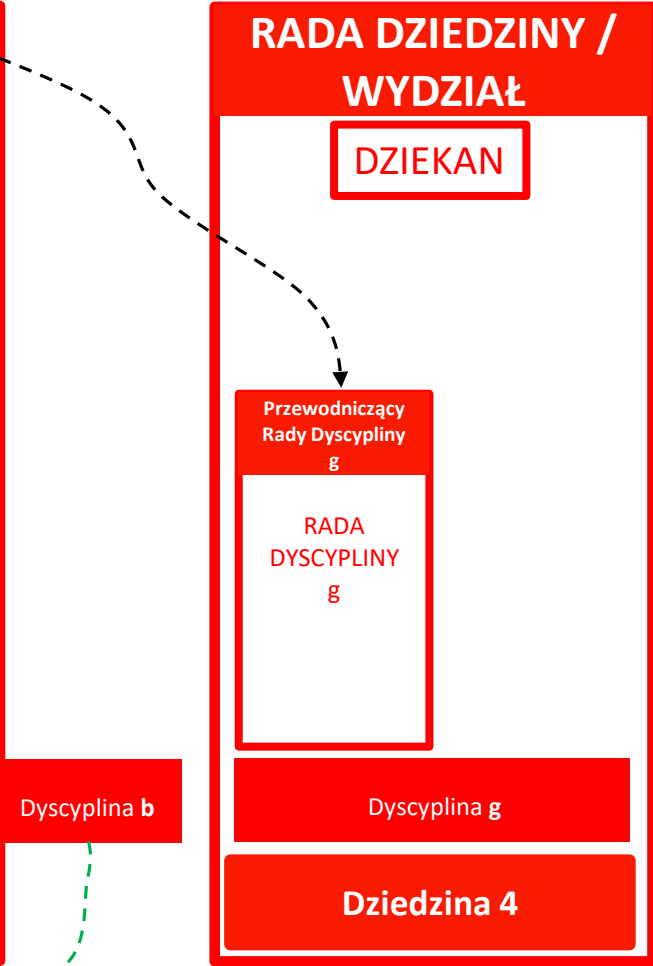 RADA DZIEDZINY /
WYDZIAŁ
DZIEKAN
Przewodniczący
Rady Dyscypliny
g
RADA
DYSCYPLINY
g
Dyscyplina b
Dyscyplina g
Dziedzina 4